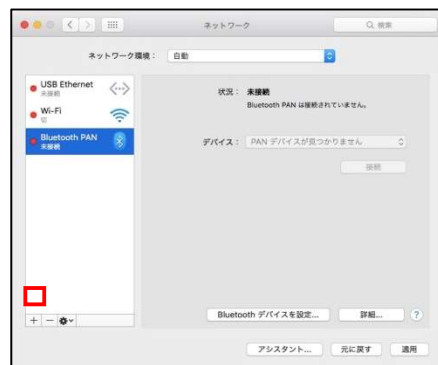 ネットワーク
検索
ネットワーク環境： 自動
USB Ethernet
未接続
Wi-Fi
切
Bluetooth PAN
未接続
状況： 未接続
Bluetooth PAN は接続されていません。
デバイス： PAN デバイスが見つかりません
接続
Bluetooth デバイスを設定... 詳細... ?
アシスタント... 元に戻す 適用